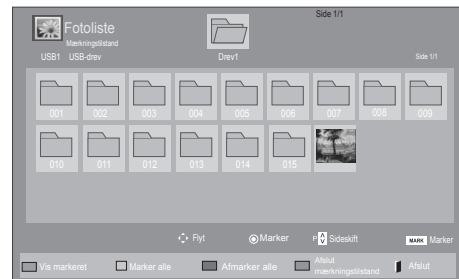 Side 1/1
Fotoliste
Mærkningstilstand
USB1 USB-drev Drev1 Side 1/1
001 002 003 004 005 006 007 008 009
010 011 012 013 014 015
Flyt Marker P Sideskift MARK Marker
Vis markeret Marker alle Afmarker alle Afslut mærkningstilstand Afslut